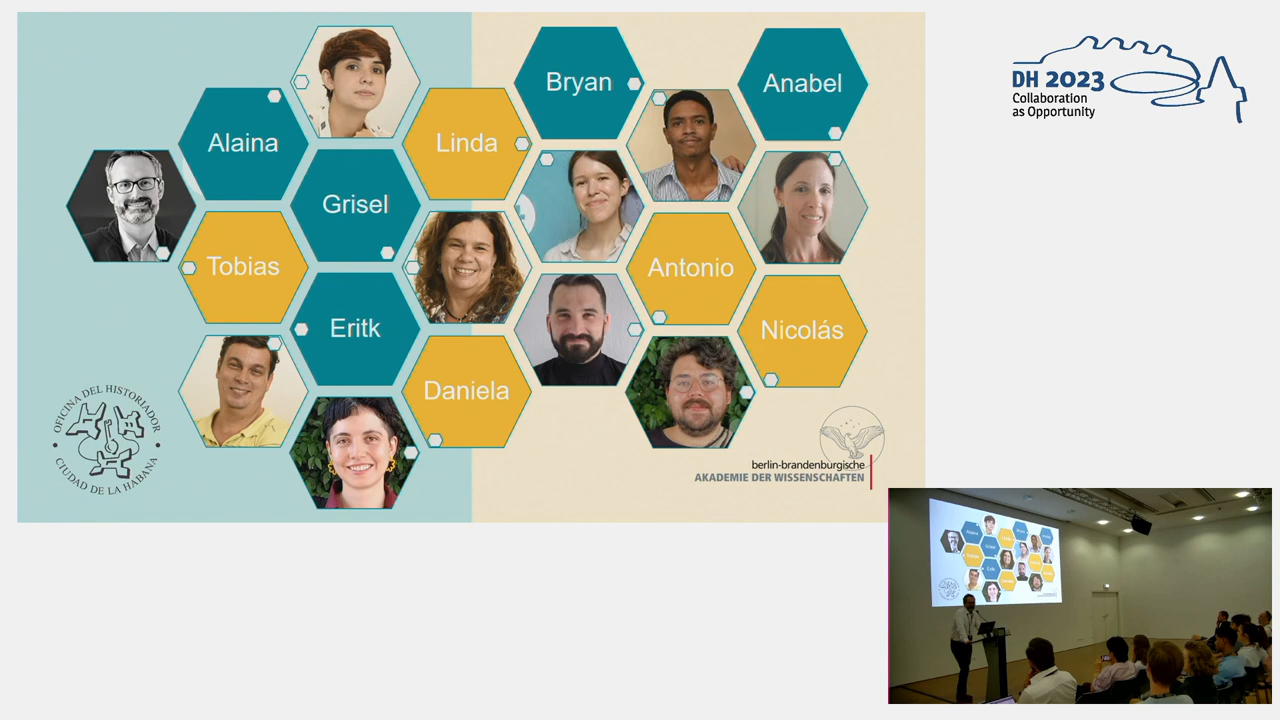 Bryan
Anabel
Alaina
Linda
Grisel
Tobias
Antonio
Eritk
Nicolás
Daniela
OFICINA DEL HISTORIADOR
CIUDAD DE LA HABANA
berlin-brandenburgische
AKADEMIE DER WISSENSCHAFTEN
DH 2023
Collaboration
as Opportunity